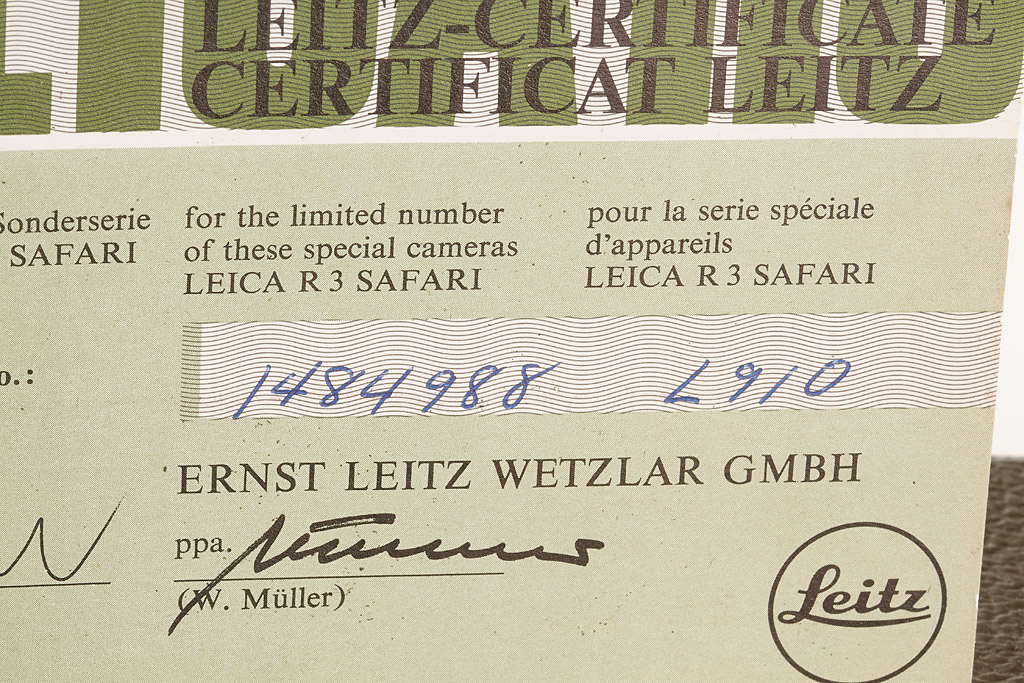 LEITZ-CERTIFICATE
CERTIFICAT LEITZ
Sonderserie
SAFARI
for the limited number
of these special cameras
LEICA R 3 SAFARI
pour la serie spéciale
d'appareils
LEICA R 3 SAFARI
o.:
1484988 L910
ERNST LEITZ WETZLAR GMBH
ppa.
(W. Müller)
Leitz